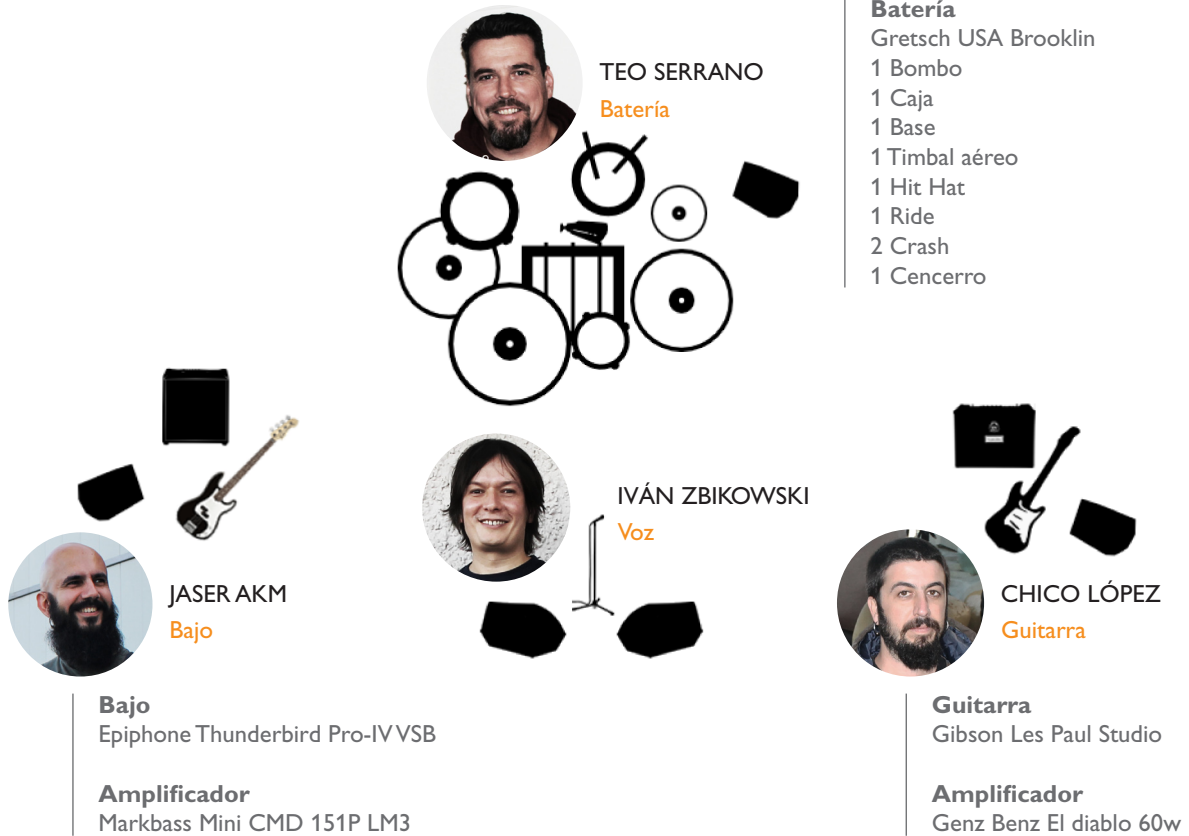 TEO SERRANO
Batería
Batería
Gretsch USA Brooklin
1 Bombo
1 Caja
1 Base
1 Timbal aéreo
1 Hit Hat
1 Ride
2 Crash
1 Cencerro
IVÁN ZBIKOWSKI
Voz
JASER AKM
Bajo
CHICO LÓPEZ
Guitarra
Bajo
Epiphone Thunderbird Pro-IV VSB
Amplificador
Markbass Mini CMD 151P LM3
Guitarra
Gibson Les Paul Studio
Amplificador
Genz Benz El diablo 60w